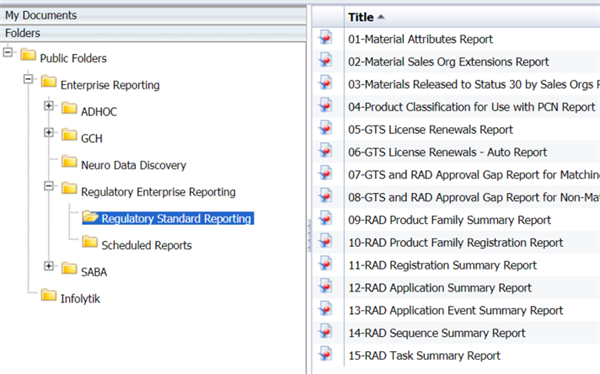 My Documents
Folders
Public Folders
Enterprise Reporting
ADHOC
GCH
Neuro Data Discovery
Regulatory Enterprise Reporting
Regulatory Standard Reporting
Scheduled Reports
SABA
Infolytik
Title
01-Material Attributes Report
02-Material Sales Org Extensions Report
03-Materials Released to Status 30 by Sales Orgs
04-Product Classification for Use with PCN Report
05-GTS License Renewals Report
06-GTS License Renewals - Auto Report
07-GTS and RAD Approval Gap Report for Matchin
08-GTS and RAD Approval Gap Report for Non-Mat
09-RAD Product Family Summary Report
10-RAD Product Family Registration Report
11-RAD Registration Summary Report
12-RAD Application Summary Report
13-RAD Application Event Summary Report
14-RAD Sequence Summary Report
15-RAD Task Summary Report